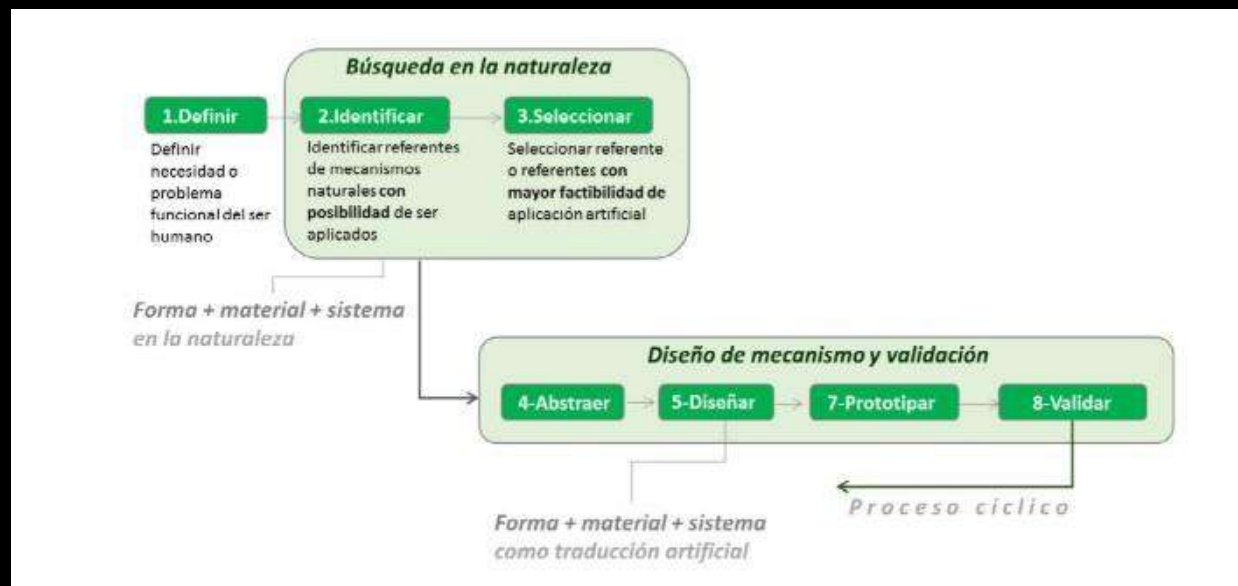 Búsqueda en la naturaleza
1.Definir
Definir
necesidad o
problema
funcional del ser
humano
2.Identificar
Identificar referentes
de mecanismos
naturales con
posibilidad de ser
aplicados
3.Seleccionar
Seleccionar referente
o referentes con
mayor factibilidad de
aplicación artificial
Forma + material + sistema
en la naturaleza
Diseño de mecanismo y validación
4-Abstraer
5-Diseñar
7-Prototipar
8-Validar
Proceso cíclico
Forma + material + sistema
como traducción artificial